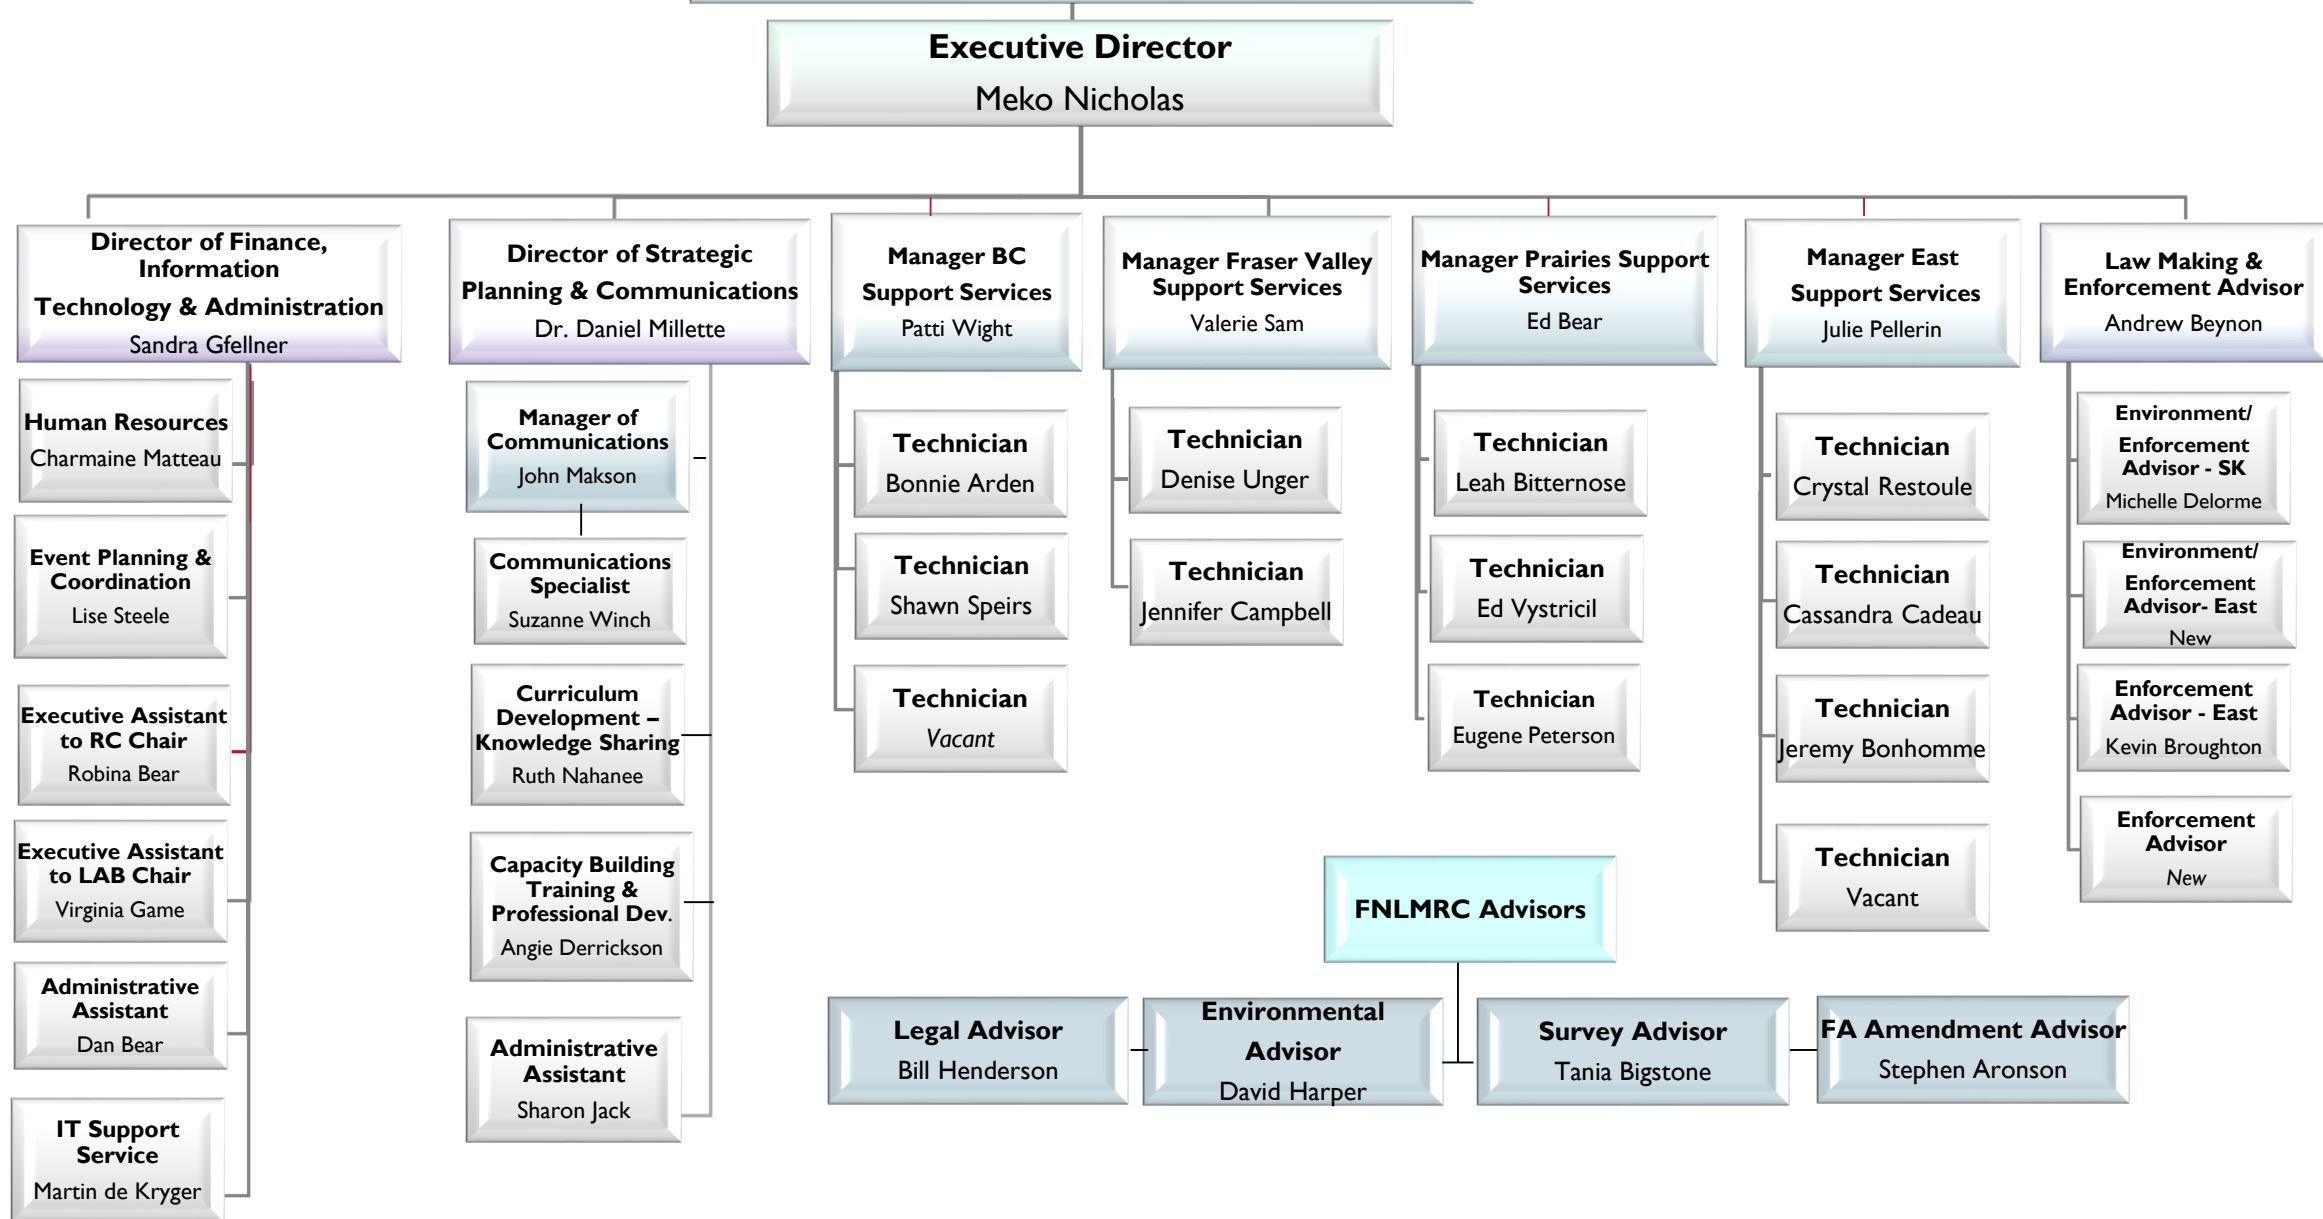 Executive Director
Meko Nicholas
Director of Finance,
Information
Technology & Administration
Sandra Gfellner
Human Resources
Charmaine Matteau
Event Planning &
Coordination
Lise Steele
Executive Assistant
to RC Chair
Robina Bear
Executive Assistant
to LAB Chair
Virginia Game
Administrative
Assistant
Dan Bear
IT Support
Service
Martin de Kryger
Director of Strategic
Planning & Communications
Dr. Daniel Millette
Manager of
Communications
John Makson
Communications
Specialist
Suzanne Winch
Curriculum
Development –
Knowledge Sharing
Ruth Nahanee
Capacity Building
Training &
Professional Dev.
Angie Derrickson
Administrative
Assistant
Sharon Jack
Manager BC
Support Services
Patti Wight
Technician
Bonnie Arden
Technician
Shawn Speirs
Technician
Vacant
Manager Fraser Valley
Support Services
Valerie Sam
Technician
Denise Unger
Technician
Jennifer Campbell
Manager Prairies Support
Services
Ed Bear
Technician
Leah Bitternose
Technician
Ed Vystricil
Technician
Eugene Peterson
Manager East
Support Services
Julie Pellerin
Technician
Crystal Restoule
Technician
Cassandra Cadeau
Technician
Jeremy Bonhomme
Technician
Vacant
Law Making &
Enforcement Advisor
Andrew Beynon
Environment/
Enforcement
Advisor - SK
Michelle Delorme
Environment/
Enforcement
Advisor- East
New
Enforcement
Advisor - East
Kevin Broughton
Enforcement
Advisor
New
FNLMRC Advisors
Legal Advisor
Bill Henderson
Environmental
Advisor
David Harper
Survey Advisor
Tania Bigstone
FA Amendment Advisor
Stephen Aronson